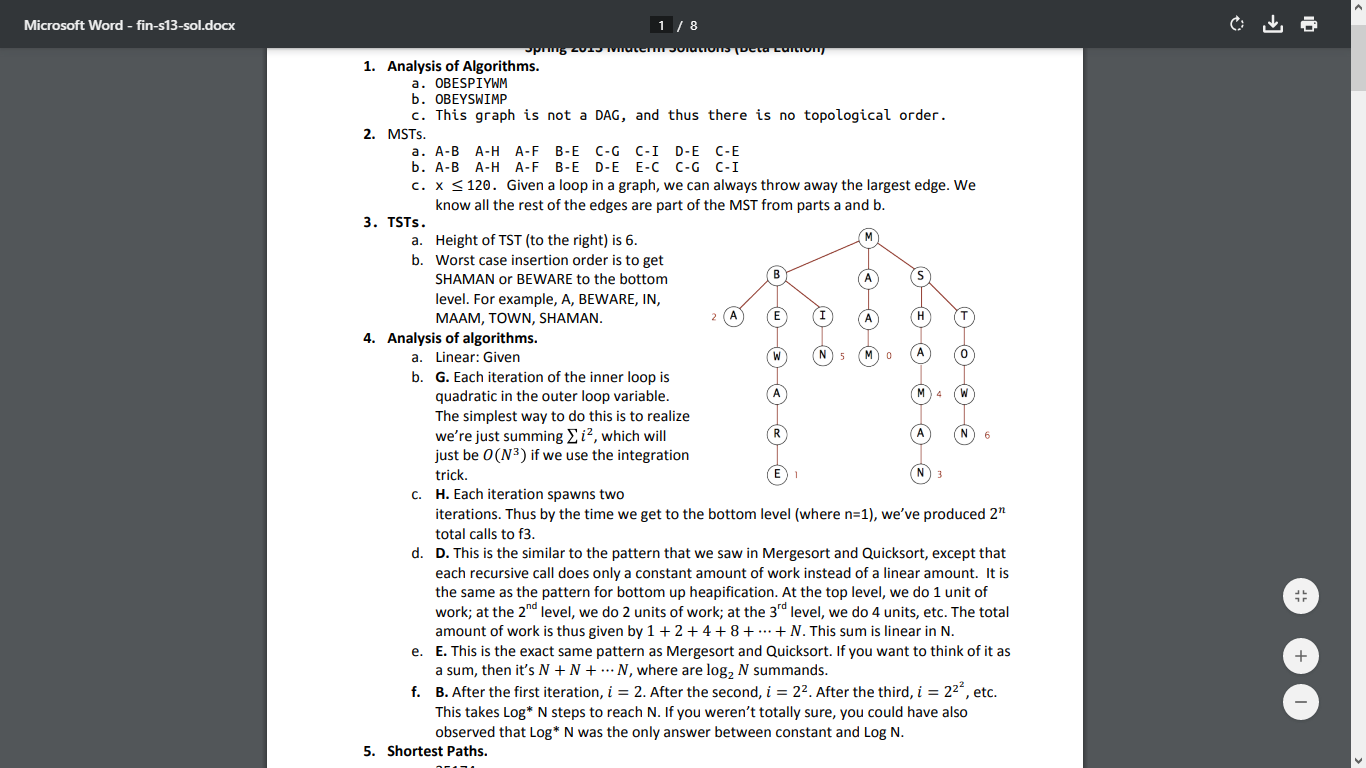 Microsoft Word - fin-s13-sol.docx
1 / 8
Spring 2013 Midterm Solutions (Beta Edition)
1. Analysis of Algorithms.
a. OBESPIYWM
b. OBEYSWIMP
c. This graph is not a DAG, and thus there is no topological order.
2. MSTs.
a. A-B A-H A-F B-E C-G C-I D-E C-E
b. A-B A-H A-F B-E D-E E-C C-G C-I
c. x ≤ 120. Given a loop in a graph, we can always throw away the largest edge. We
know all the rest of the edges are part of the MST from parts a and b.
3. TSTs.
a. Height of TST (to the right) is 6.
b. Worst case insertion order is to get
SHAMAN or BEWARE to the bottom
level. For example, A, BEWARE, IN,
MAAM, TOWN, SHAMAN.
M
B A S
2 A E I A H T
W N 5 M 0 A O
A M 4 W
R A N 6
E 1 N 3
4. Analysis of algorithms.
a. Linear: Given
b. G. Each iteration of the inner loop is
quadratic in the outer loop variable.
The simplest way to do this is to realize
we're just summing ∑ i², which will
just be O(N³) if we use the integration
trick.
c. H. Each iteration spawns two
iterations. Thus by the time we get to the bottom level (where n=1), we've produced 2ⁿ
total calls to f3.
d. D. This is the similar to the pattern that we saw in Mergesort and Quicksort, except that
each recursive call does only a constant amount of work instead of a linear amount. It is
the same as the pattern for bottom up heapification. At the top level, we do 1 unit of
work; at the 2nd level, we do 2 units of work; at the 3rd level, we do 4 units, etc. The total
amount of work is thus given by 1 + 2 + 4 + 8 + ⋯ + N. This sum is linear in N.
e. E. This is the exact same pattern as Mergesort and Quicksort. If you want to think of it as
a sum, then it's N + N + ⋯ N, where are log₂ N summands.
f. B. After the first iteration, i = 2. After the second, i = 2². After the third, i = 2^2^2, etc.
This takes Log* N steps to reach N. If you weren't totally sure, you could have also
observed that Log* N was the only answer between constant and Log N.
5. Shortest Paths.